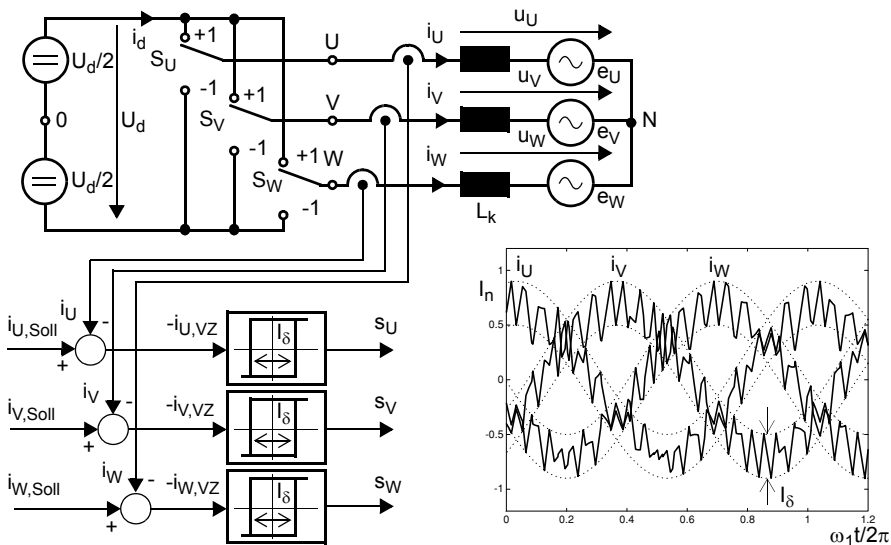 i_d
+1
U
i_U
u_U
U_d/2
S_U
-1
+1
u_V
e_U
0
U_d
S_V
V
i_V
u_W
e_V
N
-1
+1
W
i_W
U_d/2
S_W
-1
L_k
e_W
i_U
-
i_U,Soll
+
-i_U,VZ
I_δ
s_U
i_V
-
i_V,Soll
+
-i_V,VZ
I_δ
s_V
i_W
-
i_W,Soll
+
-i_W,VZ
I_δ
s_W
1
I_n
i_U
i_V
i_W
0.5
0
-0.5
-1
I_δ
0 0.2 0.4 0.6 0.8 1 1.2
ω_1t/2π